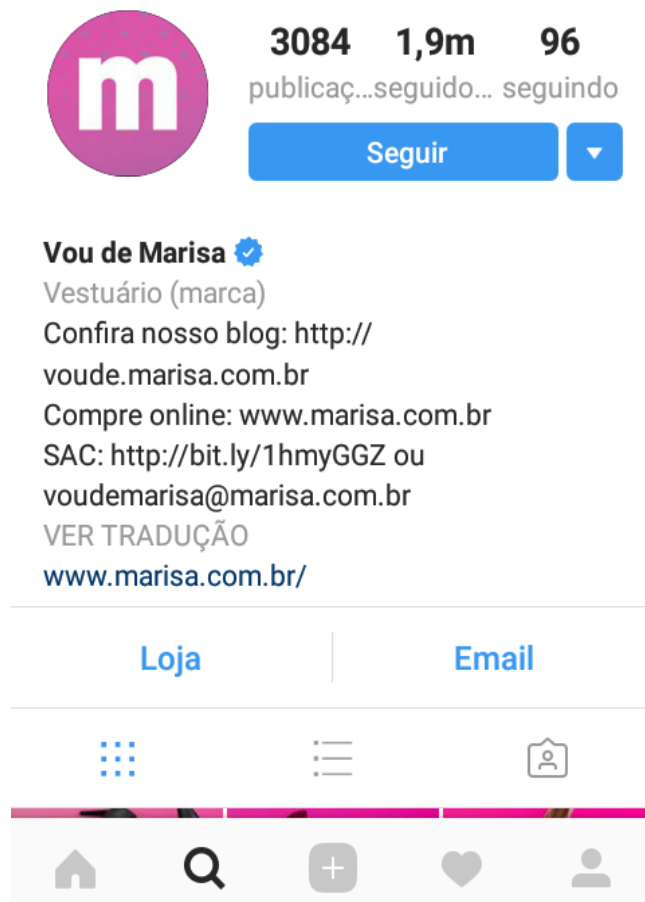 m
3084 1,9m 96
publicaç... seguido... seguindo
Seguir
Vou de Marisa
Vestuário (marca)
Confira nosso blog: http://
voude.marisa.com.br
Compre online: www.marisa.com.br
SAC: http://bit.ly/1hmyGGZ ou
voudemarisa@marisa.com.br
VER TRADUÇÃO
www.marisa.com.br/
Loja Email